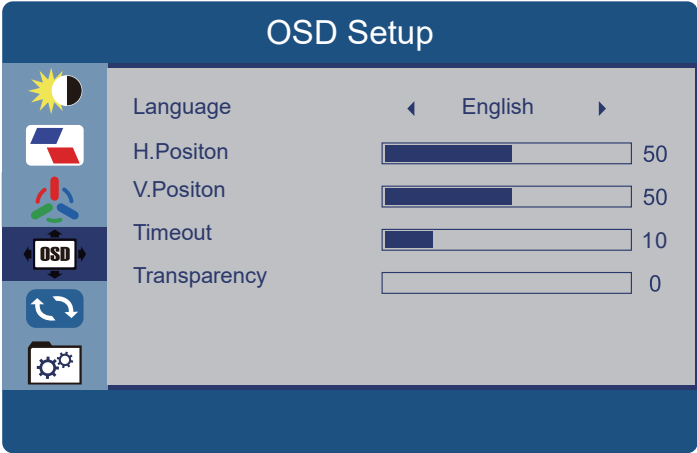 OSD Setup
Language English
H.Positon 50
V.Positon 50
Timeout 10
OSD
Transparency 0